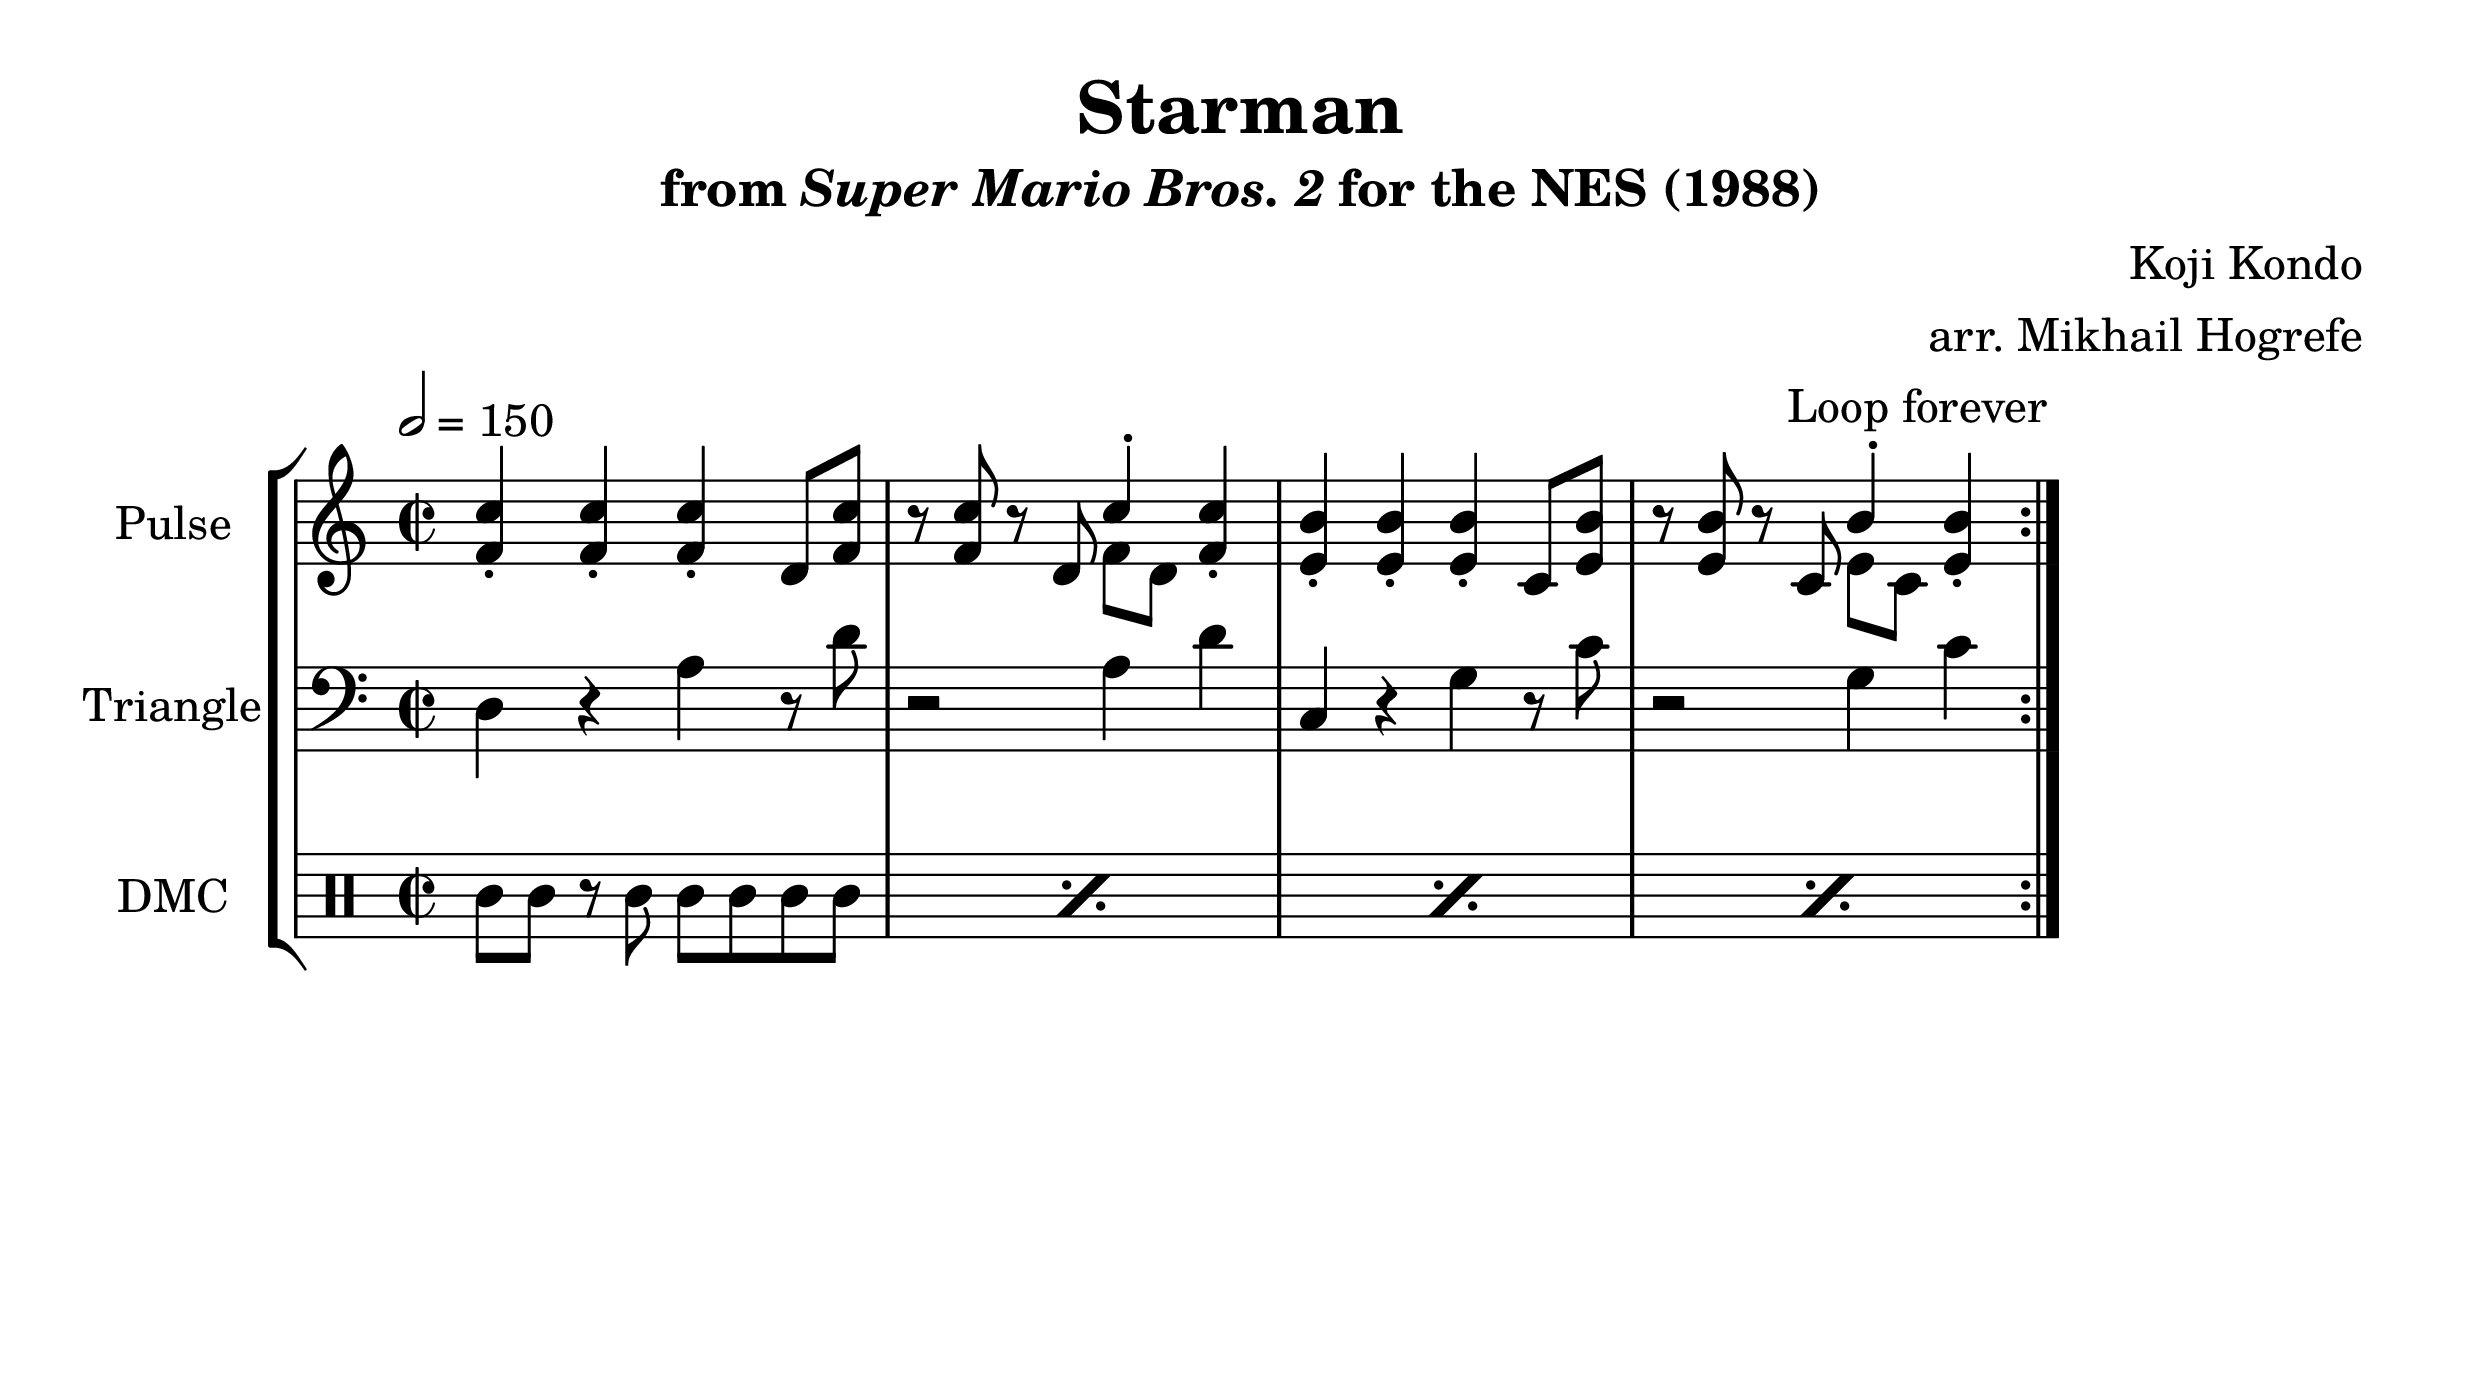 Starman
from Super Mario Bros. 2 for the NES (1988)
Koji Kondo
arr. Mikhail Hogrefe
Loop forever
= 150
Pulse
Triangle
DMC